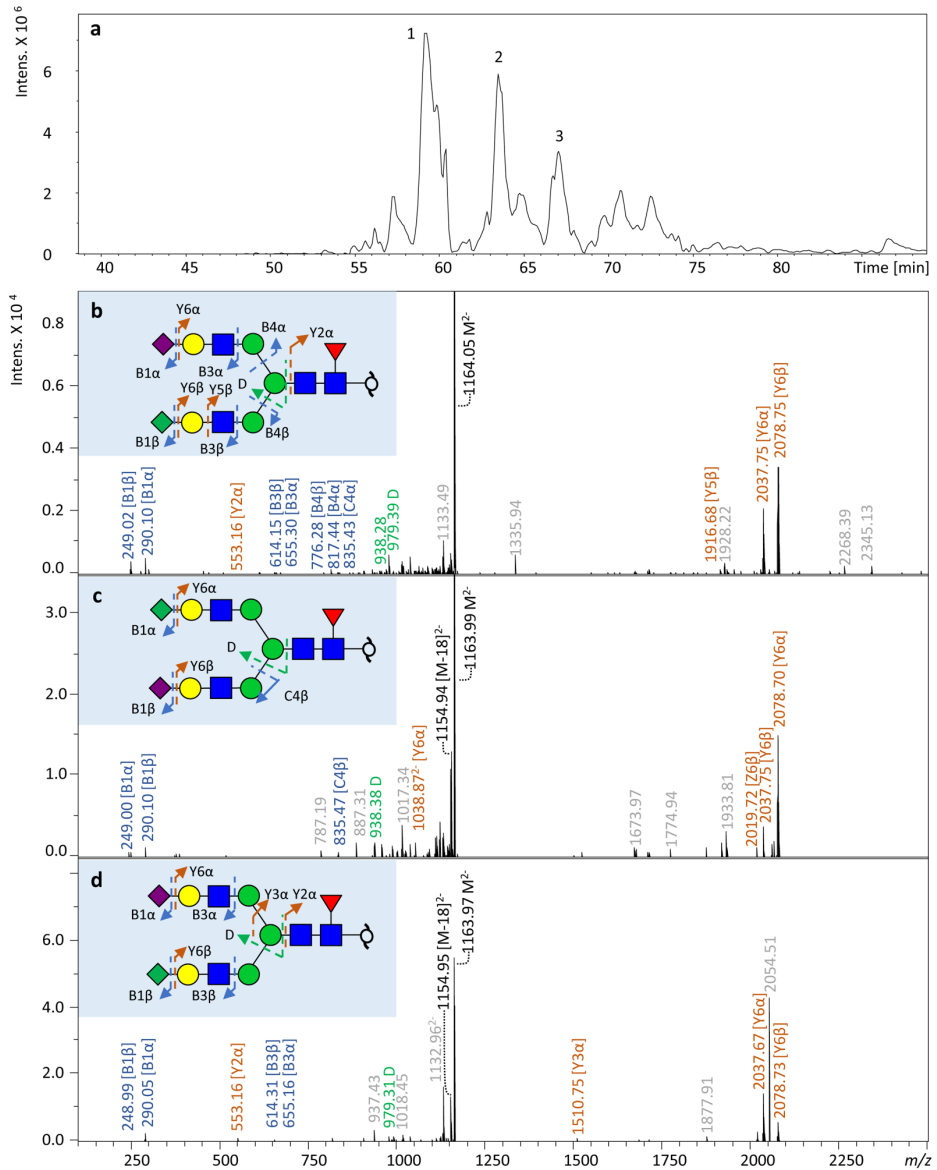 a
Intens. X 10 6
6
4
2
0
1
2
3
40
45
50
55
60
65
70
75
80
Time [min]
b
Intens. X 10 4
0.8
0.6
0.4
0.2
0.0
Y6α
B4α
Y2α
B1α
B3α
Y6β
Y5β
D
B1β
B3β
B4β
249.02 [B1β]
290.10 [B1α]
553.16 [Y2α]
614.15 [B3β]
655.30 [B3α]
776.28 [B4β]
817.44 [B4α]
835.43 [C4α]
938.28
979.39 D
1133.49
1164.05 M2-
1335.94
1916.68 [Y5β]
1928.22
2037.75 [Y6α]
2078.75 [Y6β]
2268.39
2345.13
c
3.0
2.0
1.0
0.0
Y6α
B1α
D
Y6β
B1β
C4β
249.00 [B1α]
290.10 [B1β]
787.19
835.47 [C4β]
887.31
938.38 D
1017.34
1038.872- [Y6α]
1154.94 [M-18]2-
1163.99 M2-
1673.97
1774.94
1933.81
2019.72 [Z6β]
2037.75 [Y6β]
2078.70 [Y6α]
d
6.0
4.0
2.0
0.0
Y6α
Y3α
Y2α
B1α
B3α
D
Y6β
B1β
B3β
248.99 [B1β]
290.05 [B1α]
553.16 [Y2α]
614.31 [B3β]
655.16 [B3α]
937.43
979.31 D
1018.45
1132.962-
1154.95 [M-18]2-
1163.97 M2-
1510.75 [Y3α]
1877.91
2037.67 [Y6α]
2054.51
2078.73 [Y6β]
250
500
750
1000
1250
1500
1750
2000
2250
m/z